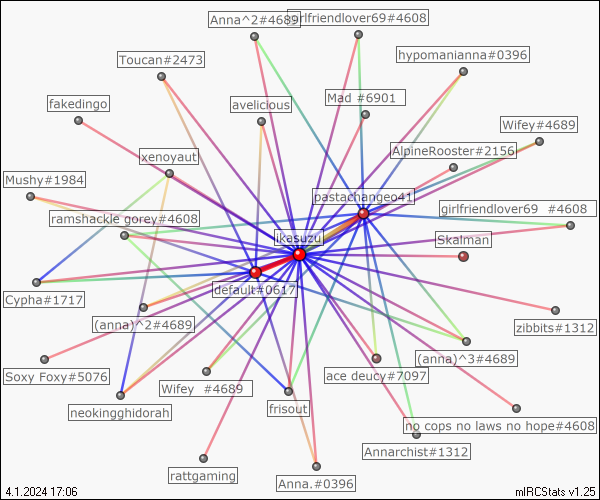 Anna^2#4689
girlfriendlover69#4608
hypomanianna#0396
Toucan#2473
fakedingo
avelicious
Mad #6901
Wifey#4689
xenoyaut
AlpineRooster#2156
Mushy#1984
pastachangeo41
ramshackle gorey#4608
girlfriend69 #4608
ikasuzu
Skalman
default#0617
Cypha#1717
(anna)^2#4689
zibbits#1312
(anna)^3#4689
Soxy Foxy#5076
ace deucy#7097
Wifey #4689
neokingghidorah
frisout
no cops no laws no hope#4608
Annarchist#1312
rattgaming
Anna.#0396
4.1.2024 17:06
mIRCStats v1.25